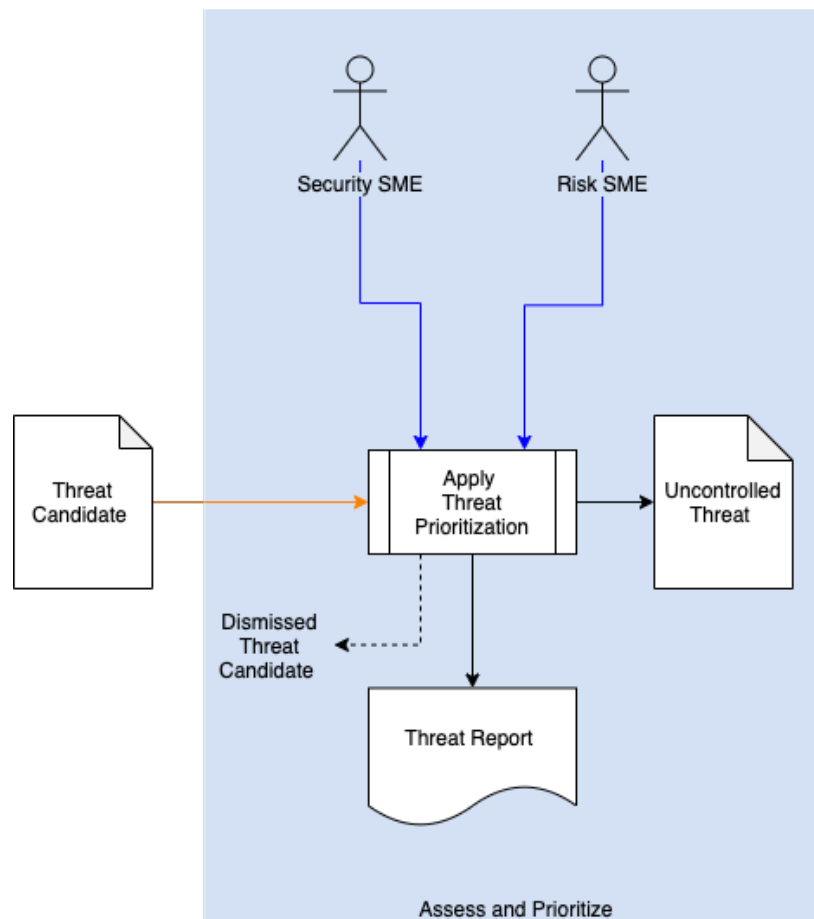 Security SME
Risk SME
Threat
Candidate
Apply
Threat
Prioritization
Uncontrolled
Threat
Dismissed
Threat
Candidate
Threat Report
Assess and Prioritize